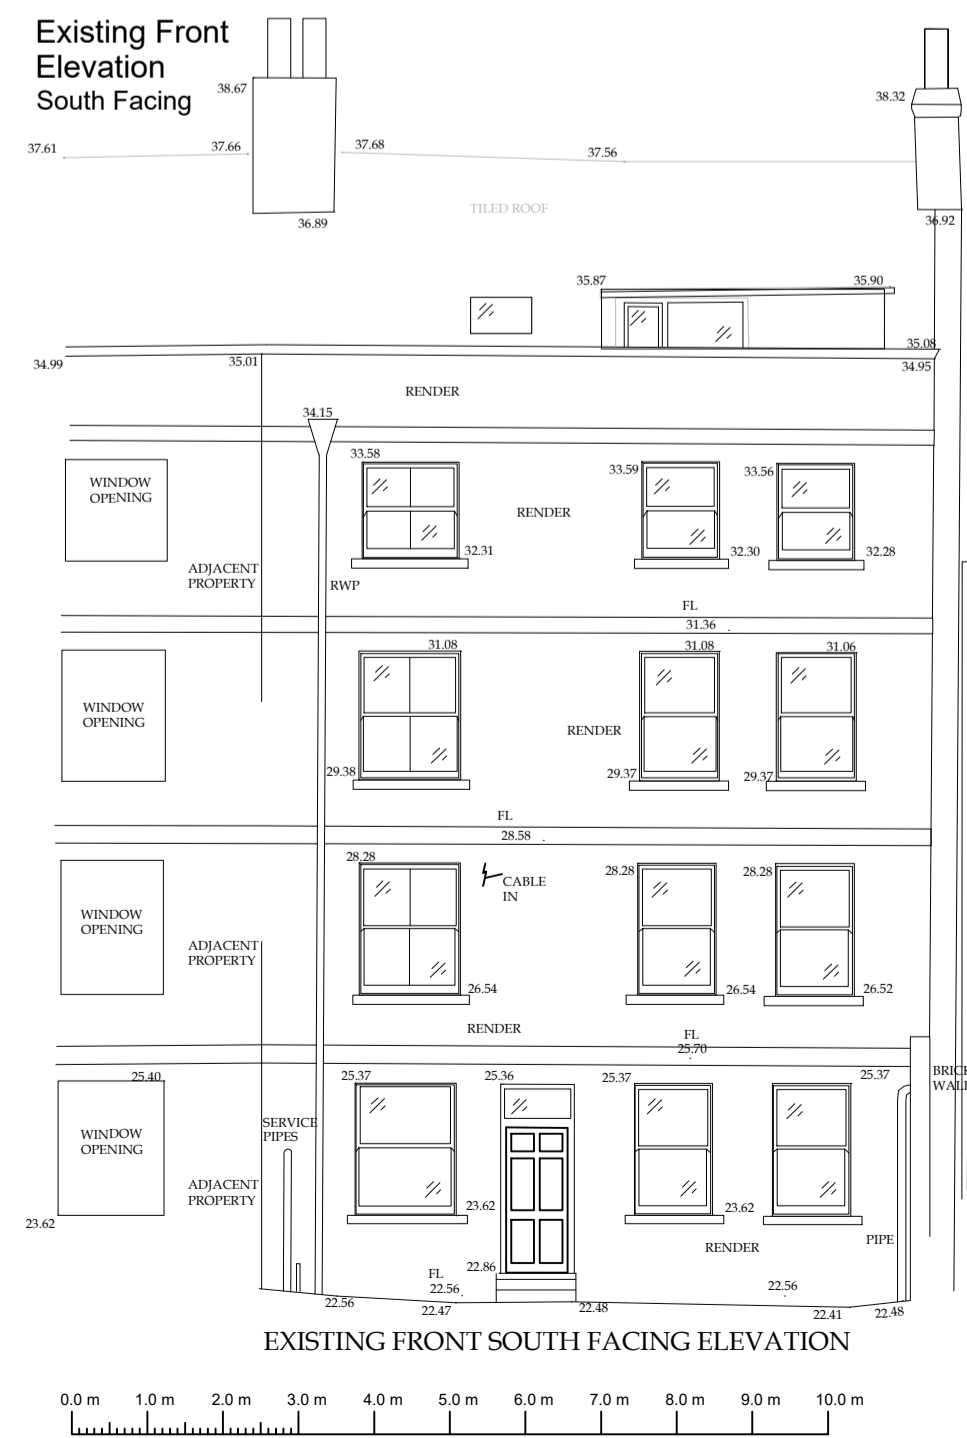 Existing Front
Elevation
South Facing
38.67
38.32
37.61
37.66
37.68
37.56
TILED ROOF
36.89
36.92
35.87
35.90
34.99
35.01
35.08
34.95
RENDER
34.15
33.58
33.59
33.56
WINDOW
OPENING
RENDER
32.31
32.30
32.28
ADJACENT
PROPERTY
RWP
FL
31.36
31.08
31.08
31.06
WINDOW
OPENING
RENDER
29.38
29.37
29.37
FL
28.58
28.28
28.28
28.28
CABLE
IN
WINDOW
OPENING
ADJACENT
PROPERTY
26.54
26.54
26.52
RENDER
FL
25.70
25.40
25.37
25.36
25.37
25.37
BRICK
WALL
SERVICE
PIPES
WINDOW
OPENING
ADJACENT
PROPERTY
23.62
23.62
23.62
RENDER
PIPE
22.86
FL
22.56
22.56
22.56
22.47
22.48
22.41
22.48
EXISTING FRONT SOUTH FACING ELEVATION
0.0 m 1.0 m 2.0 m 3.0 m 4.0 m 5.0 m 6.0 m 7.0 m 8.0 m 9.0 m 10.0 m